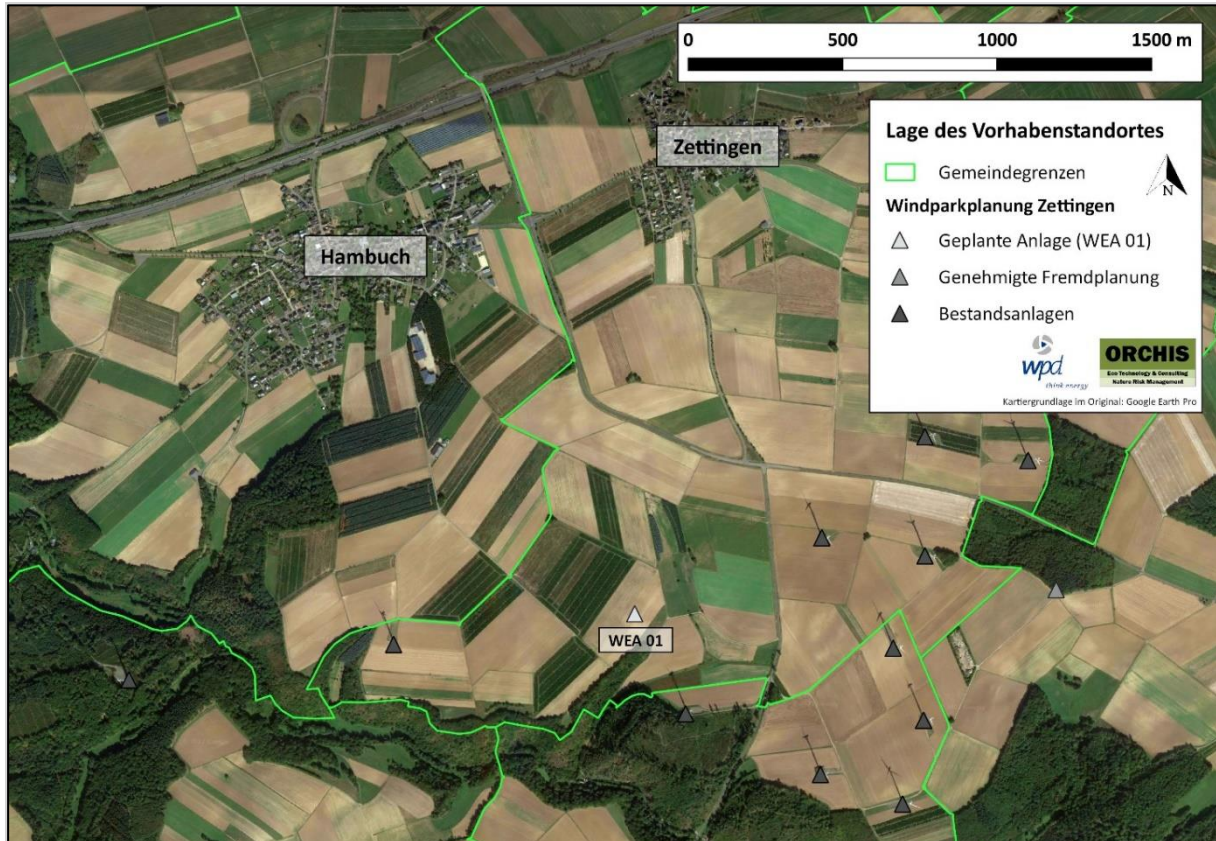 0 500 1000 1500 m
Lage des Vorhabenstandortes
Gemeindegrenzen
N
Windparkplanung Zettingen
Geplante Anlage (WEA 01)
Genehmigte Fremdplanung
Bestandsanlagen
wpd
think energy
ORCHIS
Eco Technology & Consulting
Nature Risk Management
Kartiergrundlage im Original: Google Earth Pro
Zettingen
Hambuch
WEA 01